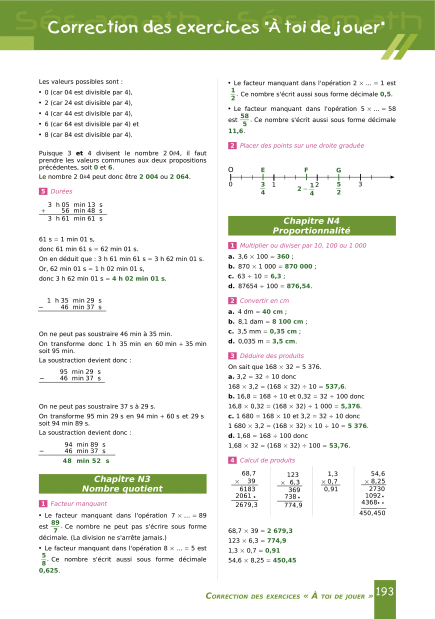 Correction des exercices "À toi de jouer"
Les valeurs possibles sont :
• 0 (car 04 est divisible par 4),
• 2 (car 24 est divisible par 4),
• 4 (car 44 est divisible par 4),
• 6 (car 64 est divisible par 4) et
• 8 (car 84 est divisible par 4).
Puisque 3 et 4 divisent le nombre 2 0#4, il faut
prendre les valeurs communes aux deux propositions
précédentes, soit 0 et 6.
Le nombre 2 0#4 peut donc être 2 004 ou 2 064.
5 Durées
3 h 05 min 13 s
+ 56 min 48 s
3 h 61 min 61 s
61 s = 1 min 01 s,
donc 61 min 61 s = 62 min 01 s.
On en déduit que : 3 h 61 min 61 s = 3 h 62 min 01 s.
Or, 62 min 01 s = 1 h 02 min 01 s,
donc 3 h 62 min 01 s = 4 h 02 min 01 s.
1 h 35 min 29 s
− 46 min 37 s
On ne peut pas soustraire 46 min à 35 min.
On transforme donc 1 h 35 min en 60 min + 35 min
soit 95 min.
La soustraction devient donc :
95 min 29 s
− 46 min 37 s
On ne peut pas soustraire 37 s à 29 s.
On transforme 95 min 29 s en 94 min + 60 s et 29 s
soit 94 min 89 s.
La soustraction devient donc :
94 min 89 s
− 46 min 37 s
48 min 52 s
Chapitre N3
Nombre quotient
1 Facteur manquant
• Le facteur manquant dans l'opération 7 × ... = 89
est 89/7. Ce nombre ne peut pas s'écrire sous forme
décimale. (La division ne s'arrête jamais.)
• Le facteur manquant dans l'opération 8 × ... = 5 est
5/8. Ce nombre s'écrit aussi sous forme décimale
0,625.
• Le facteur manquant dans l'opération 2 × ... = 1 est
1/2. Ce nombre s'écrit aussi sous forme décimale 0,5.
• Le facteur manquant dans l'opération 5 × ... = 58
est 58/5. Ce nombre s'écrit aussi sous forme décimale
11,6.
2 Placer des points sur une droite graduée
O E F G
0 3/4 1 2 − 1/4 2 5/2 3
Chapitre N4
Proportionnalité
1 Multiplier ou diviser par 10, 100 ou 1 000
a. 3,6 × 100 = 360 ;
b. 870 × 1 000 = 870 000 ;
c. 63 ÷ 10 = 6,3 ;
d. 87654 ÷ 100 = 876,54.
2 Convertir en cm
a. 4 dm = 40 cm ;
b. 8,1 dam = 8 100 cm ;
c. 3,5 mm = 0,35 cm ;
d. 0,035 m = 3,5 cm.
3 Déduire des produits
On sait que 168 × 32 = 5 376.
a. 3,2 = 32 ÷ 10 donc
168 × 3,2 = (168 × 32) ÷ 10 = 537,6.
b. 16,8 = 168 ÷ 10 et 0,32 = 32 ÷ 100 donc
16,8 × 0,32 = (168 × 32) ÷ 1 000 = 5,376.
c. 1 680 = 168 × 10 et 3,2 = 32 ÷ 10 donc
1 680 × 3,2 = (168 × 32) × 10 ÷ 10 = 5 376.
d. 1,68 = 168 ÷ 100 donc
1,68 × 32 = (168 × 32) ÷ 100 = 53,76.
4 Calcul de produits
68,7 123 1,3 54,6
× 39 × 6,3 × 0,7 × 8,25
6183 369 0,91 2730
2061• 738• 1092•
2679,3 774,9 4368••
450,450
68,7 × 39 = 2 679,3
123 × 6,3 = 774,9
1,3 × 0,7 = 0,91
54,6 × 8,25 = 450,45
CORRECTION DES EXERCICES « À TOI DE JOUER » 193